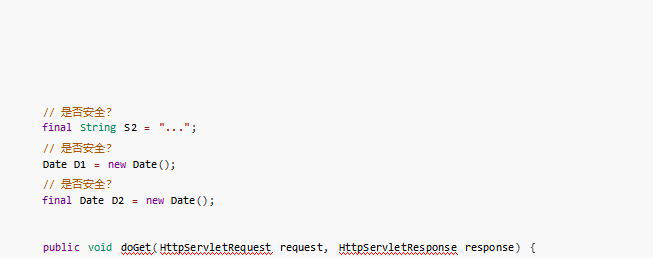 // 是否安全?
final String S2 = "...";
// 是否安全?
Date D1 = new Date();
// 是否安全?
final Date D2 = new Date();
public void doGet(HttpServletRequest request, HttpServletResponse response) {